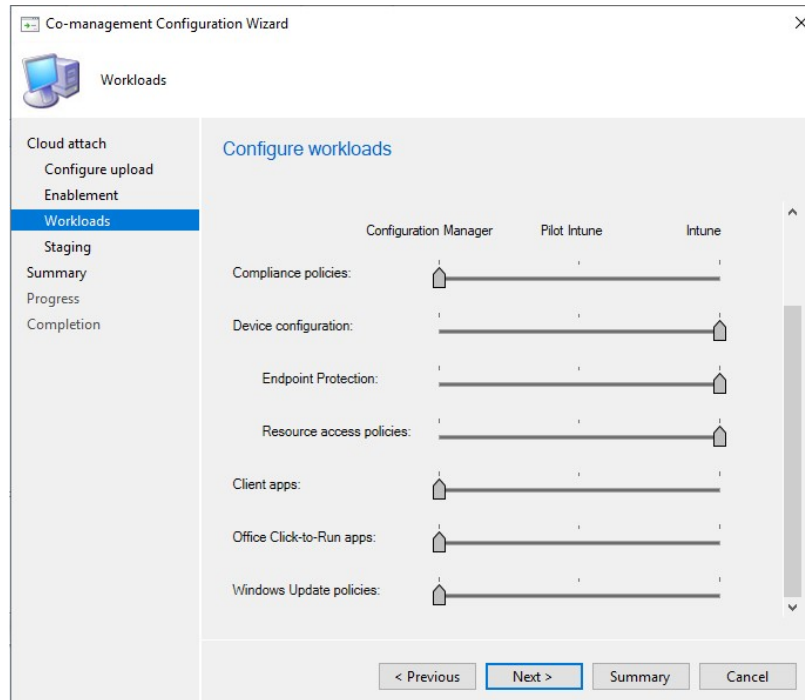 Co-management Configuration Wizard
Workloads
Cloud attach
Configure upload
Enablement
Workloads
Staging
Summary
Progress
Completion
Configure workloads
Configuration Manager Pilot Intune Intune
Compliance policies:
Device configuration:
Endpoint Protection:
Resource access policies:
Client apps:
Office Click-to-Run apps:
Windows Update policies:
< Previous Next > Summary Cancel